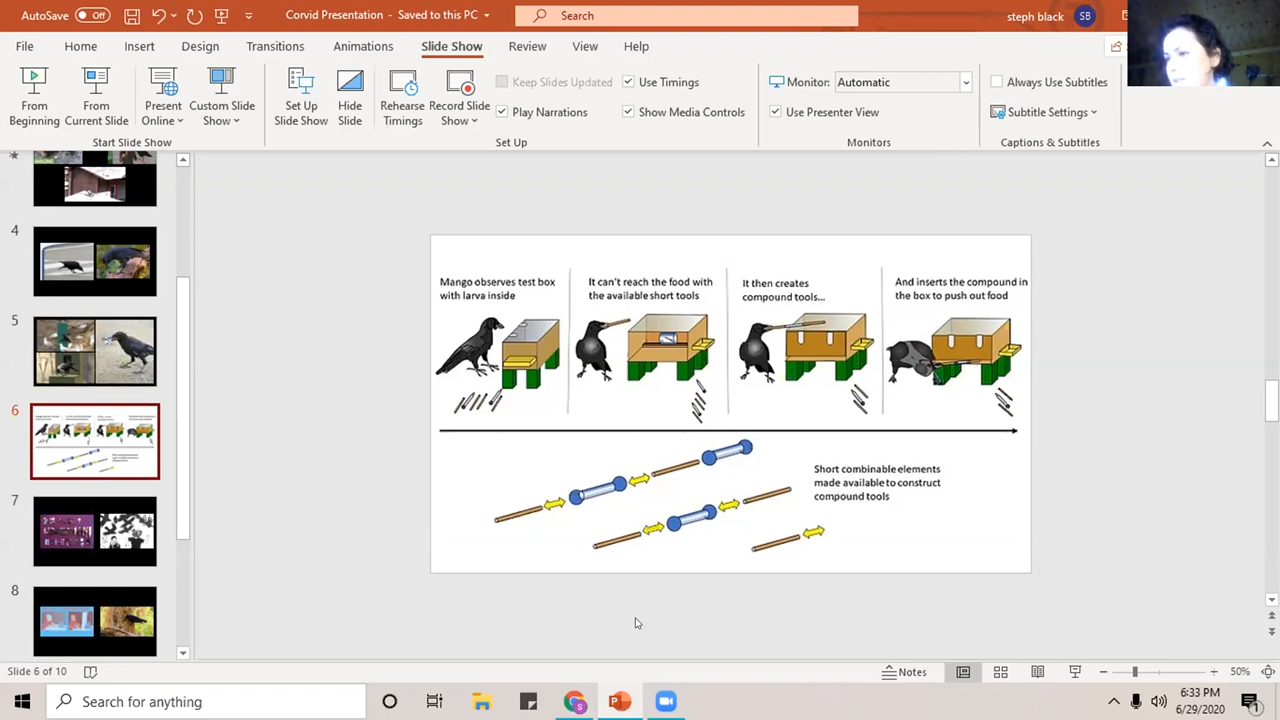 AutoSave Off Corvid Presentation - Saved to this PC Search steph black SB
File Home Insert Design Transitions Animations Slide Show Review View Help
From Beginning
From Current Slide
Present Online
Custom Slide Show
Set Up Slide Show
Hide Slide
Rehearse Timings
Record Slide Show
Keep Slides Updated
Use Timings
Play Narrations
Show Media Controls
Monitor: Automatic
Use Presenter View
Always Use Subtitles
Subtitle Settings
Start Slide Show Set Up Monitors Captions & Subtitles
4
5
6
7
8
Mango observes test box
with larva inside
It can't reach the food with
the available short tools
It then creates
compound tools...
And inserts the compound in
the box to push out food
Short combinable elements
made available to construct
compound tools
Slide 6 of 10 Notes 50%
Search for anything
6:33 PM
6/29/2020
1